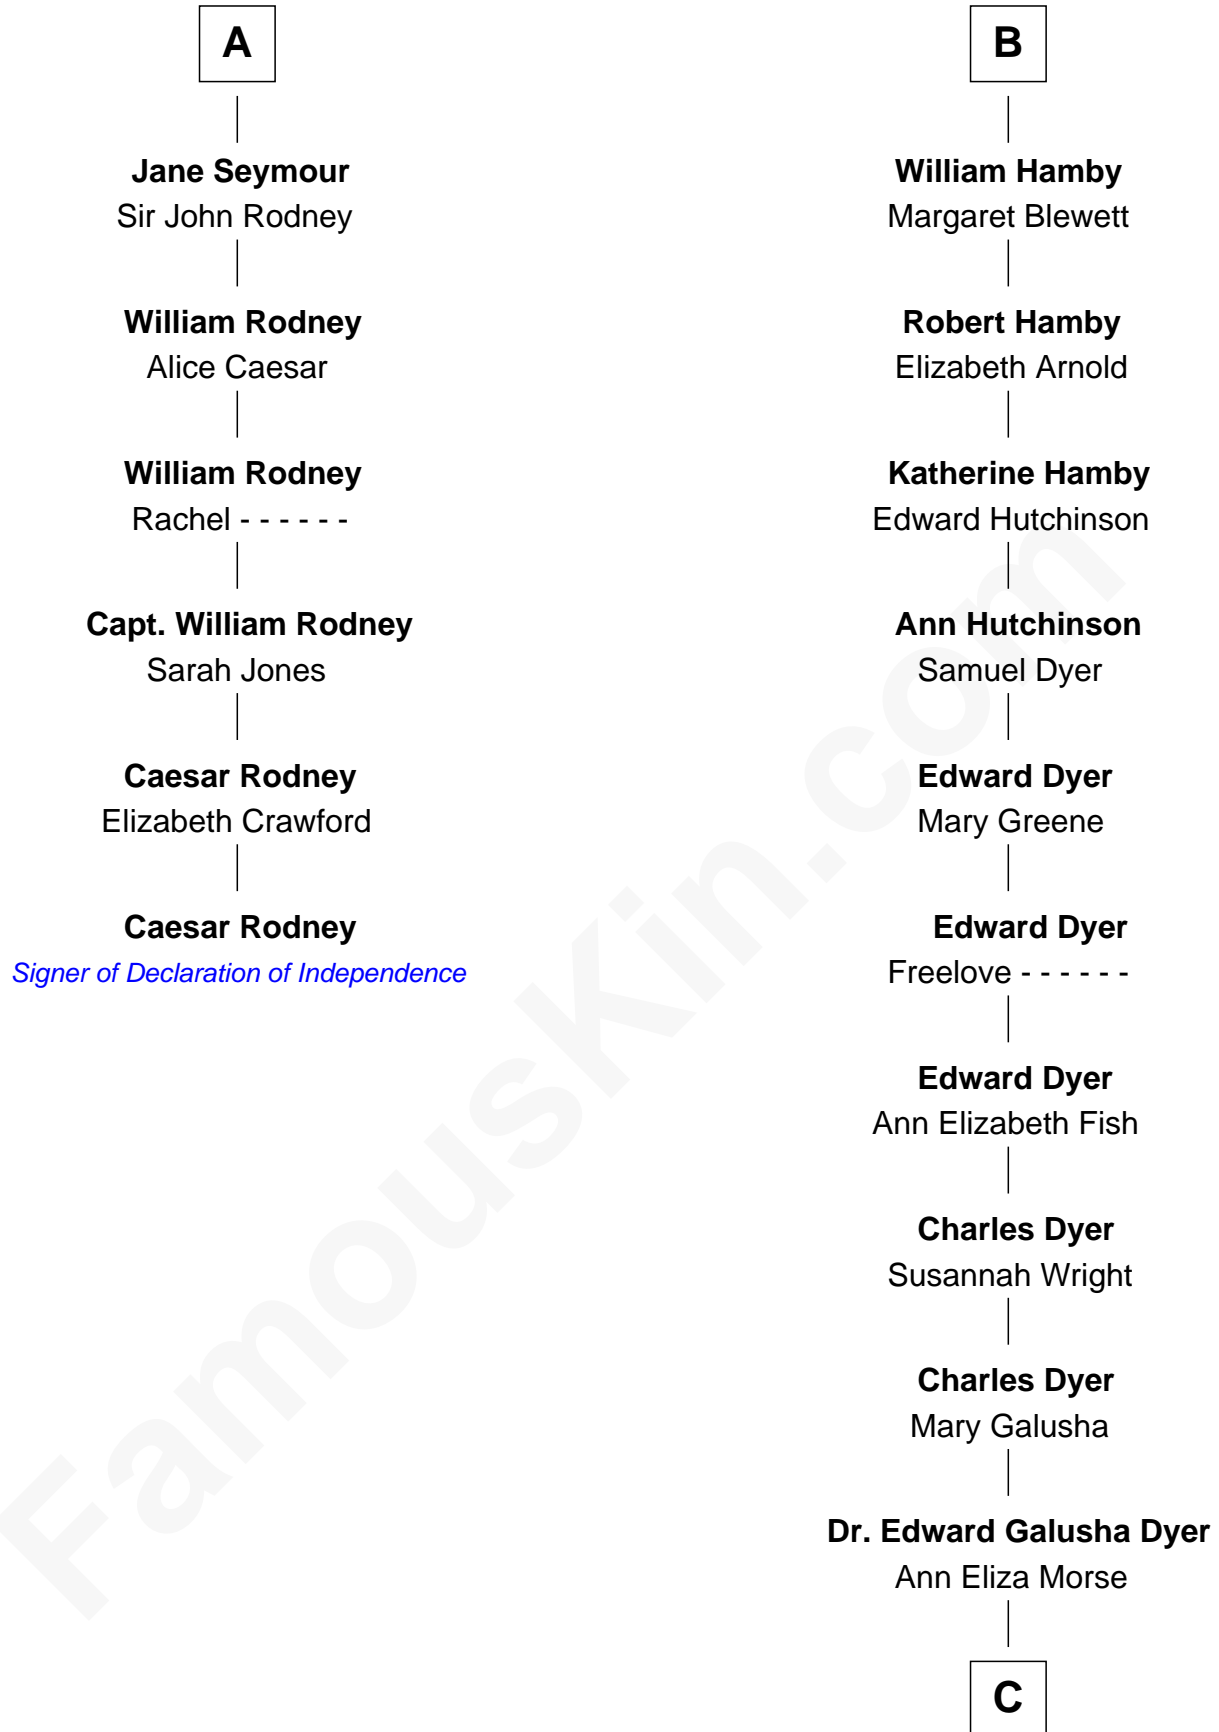 A
Jane Seymour
Sir John Rodney
William Rodney
Alice Caesar
William Rodney
Rachel - - - - - -
Capt. William Rodney
Sarah Jones
Caesar Rodney
Elizabeth Crawford
Caesar Rodney
Signer of Declaration of Independence
B
William Hamby
Margaret Blewett
Robert Hamby
Elizabeth Arnold
Katherine Hamby
Edward Hutchinson
Ann Hutchinson
Samuel Dyer
Edward Dyer
Mary Greene
Edward Dyer
Freelove - - - - - -
Edward Dyer
Ann Elizabeth Fish
Charles Dyer
Susannah Wright
Charles Dyer
Mary Galusha
Dr. Edward Galusha Dyer
Ann Eliza Morse
C
FamousKin.com